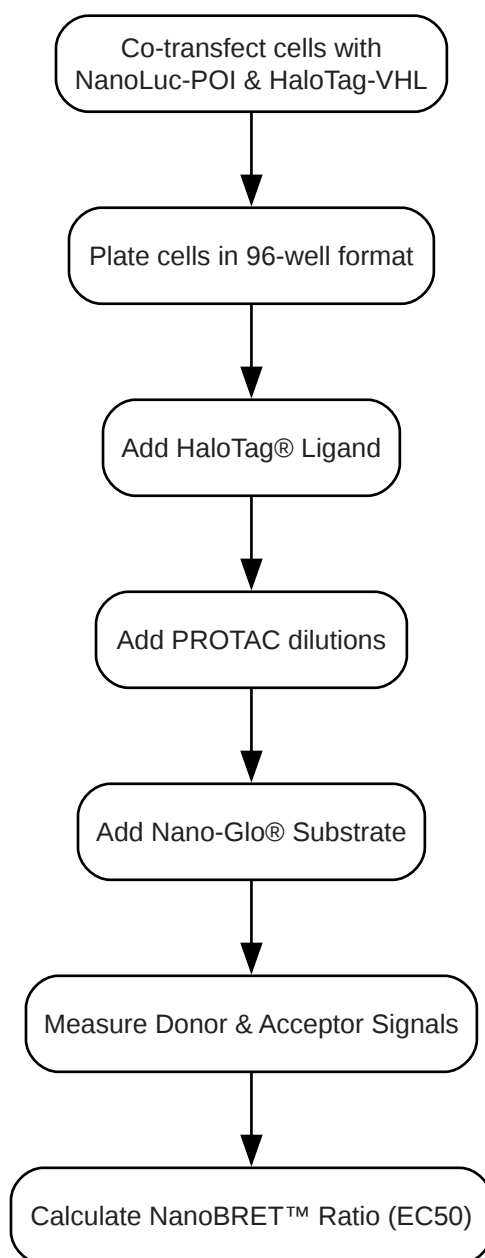 Co-transfect cells with
NanoLuc-POI & HaloTag-VHL
Plate cells in 96-well format
Add HaloTag® Ligand
Add PROTAC dilutions
Add Nano-Glo® Substrate
Measure Donor & Acceptor Signals
Calculate NanoBRET™ Ratio (EC50)